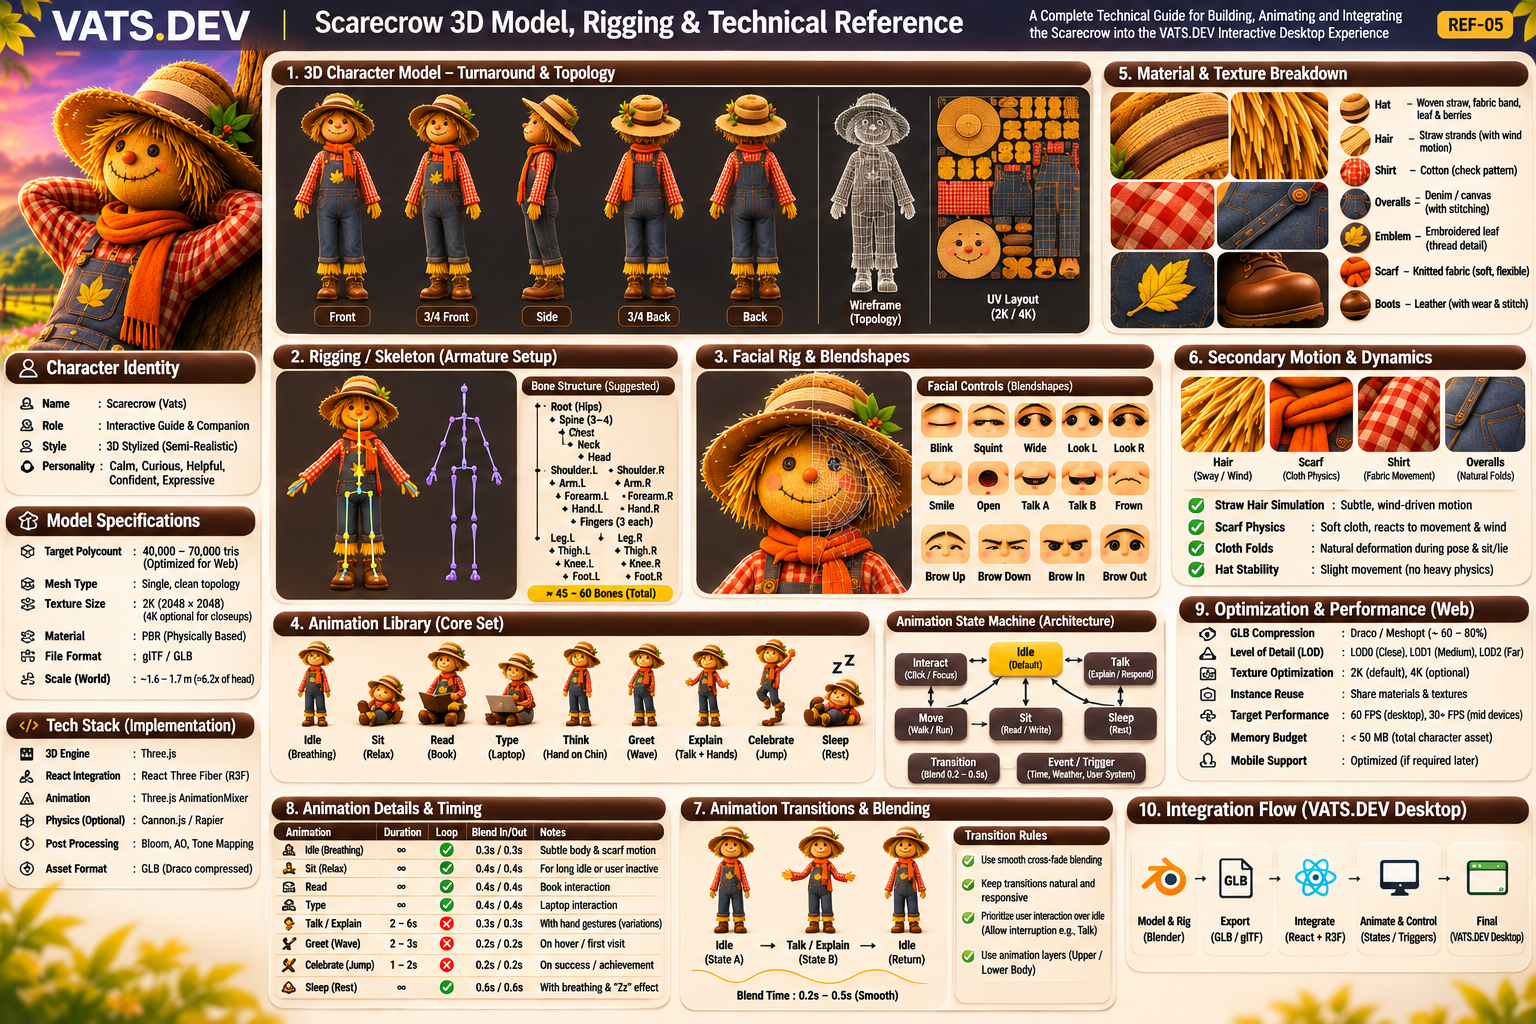 VATS.DEV
Scarecrow 3D Model, Rigging & Technical Reference
A Complete Technical Guide for Building, Animating and Integrating
the Scarecrow into the VATS.DEV Interactive Desktop Experience
REF-05
Character Identity
Name : Scarecrow (Vats)
Role : Interactive Guide & Companion
Style : 3D Stylized (Semi-Realistic)
Personality : Calm, Curious, Helpful,
Confident, Expressive
Model Specifications
Target Polycount : 40,000 – 70,000 tris
(Optimized for Web)
Mesh Type : Single, clean topology
Texture Size : 2K (2048 × 2048)
(4K optional for closeups)
Material : PBR (Physically Based)
File Format : glTF / GLB
Scale (World) : ~1.6 – 1.7 m (≈6.2x of head)
</> Tech Stack (Implementation)
3D Engine : Three.js
React Integration : React Three Fiber (R3F)
Animation : Three.js AnimationMixer
Physics (Optional) : Cannon.js / Rapier
Post Processing : Bloom, AO, Tone Mapping
Asset Format : GLB (Draco compressed)
1. 3D Character Model – Turnaround & Topology
Front
3/4 Front
Side
3/4 Back
Back
Wireframe
(Topology)
UV Layout
(2K / 4K)
5. Material & Texture Breakdown
Hat – Woven straw, fabric band,
leaf & berries
Hair – Straw strands (with wind
motion)
Shirt – Cotton (check pattern)
Overalls – Denim / canvas
(with stitching)
Emblem – Embroidered leaf
(thread detail)
Scarf – Knitted fabric (soft, flexible)
Boots – Leather (with wear & stitch)
2. Rigging / Skeleton (Armature Setup)
Bone Structure (Suggested)
Root (Hips)
Spine (3–4)
Chest
Neck
Head
Shoulder.L Shoulder.R
Arm.L Arm.R
Forearm.L Forearm.R
Hand.L Hand.R
Fingers (3 each)
Leg.L Leg.R
Thigh.L Thigh.R
Knee.L Knee.R
Foot.L Foot.R
≈ 45 – 60 Bones (Total)
3. Facial Rig & Blendshapes
Facial Controls (Blendshapes)
Blink Squint Wide Look L Look R
Smile Open Talk A Talk B Frown
Brow Up Brow Down Brow In Brow Out
6. Secondary Motion & Dynamics
Hair
(Sway / Wind)
Scarf
(Cloth Physics)
Shirt
(Fabric Movement)
Overalls
(Natural Folds)
Straw Hair Simulation : Subtle, wind-driven motion
Scarf Physics : Soft cloth, reacts to movement & wind
Cloth Folds : Natural deformation during pose & sit/lie
Hat Stability : Slight movement (no heavy physics)
4. Animation Library (Core Set)
zZ
Idle
(Breathing)
Sit
(Relax)
Read
(Book)
Type
(Laptop)
Think
(Hand on Chin)
Greet
(Wave)
Explain
(Talk + Hands)
Celebrate
(Jump)
Sleep
(Rest)
Animation State Machine (Architecture)
Interact
(Click / Focus)
Idle
(Default)
Talk
(Explain / Respond)
Move
(Walk / Run)
Sit
(Read / Write)
Sleep
(Rest)
Transition
(Blend 0.2 – 0.5s)
Event / Trigger
(Time, Weather, User System)
9. Optimization & Performance (Web)
GLB Compression : Draco / Meshopt (~ 60 – 80%)
Level of Detail (LOD) : LOD0 (Clese), LOD1 (Medium), LOD2 (Far)
Texture Optimization : 2K (default), 4K (optional)
Instance Reuse : Share materials & textures
Target Performance : 60 FPS (desktop), 30+ FPS (mid devices)
Memory Budget : < 50 MB (total character asset)
Mobile Support : Optimized (if required later)
8. Animation Details & Timing
Animation Duration Loop Blend In/Out Notes
Idle (Breathing) ∞ 0.3s / 0.3s Subtle body & scarf motion
Sit (Relax) ∞ 0.4s / 0.4s For long idle or user inactive
Read ∞ 0.4s / 0.4s Book interaction
Type ∞ 0.4s / 0.4s Laptop interaction
Talk / Explain 2 – 6s 0.3s / 0.3s With hand gestures (variations)
Greet (Wave) 2 – 3s 0.2s / 0.2s On hover / first visit
Celebrate (Jump) 1 – 2s 0.2s / 0.2s On success / achievement
Sleep (Rest) ∞ 0.6s / 0.6s With breathing & "Zz" effect
7. Animation Transitions & Blending
Idle
(State A)
Talk / Explain
(State B)
Idle
(Return)
Blend Time : 0.2s – 0.5s (Smooth)
Transition Rules
Use smooth cross-fade blending
Keep transitions natural and
responsive
Prioritize user interaction over idle
(Allow interruption e.g., Talk)
Use animation layers (Upper /
Lower Body)
10. Integration Flow (VATS.DEV Desktop)
GLB
Model & Rig
(Blender)
Export
(GLB / glTF)
Integrate
(React + R3F)
Animate & Control
(States / Triggers)
Final
(VATS.DEV Desktop)